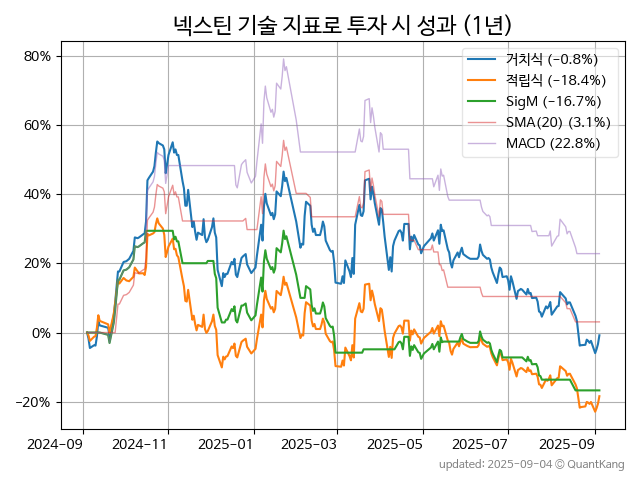 넥스틴 기술 지표로 투자 시 성과 (1년)
80%
60%
40%
20%
0%
−20%
거치식 (−0.8%)
적립식 (−18.4%)
SigM (−16.7%)
SMA(20) (3.1%)
MACD (22.8%)
2024-09
2024-11
2025-01
2025-03
2025-05
2025-07
2025-09
updated: 2025-09-04 © QuantKang